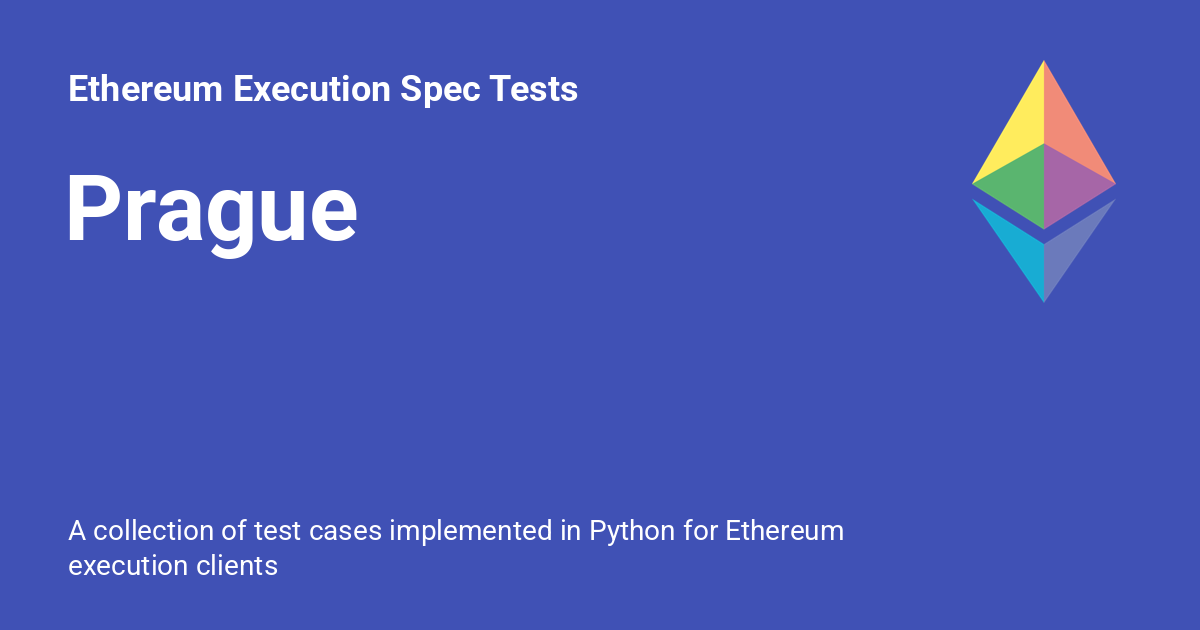 Ethereum Execution Spec Tests
Prague
A collection of test cases implemented in Python for Ethereum
execution clients